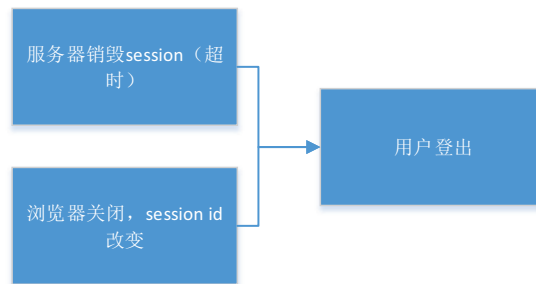 服务器销毁session（超
时）
用户登出
浏览器关闭，session id
改变